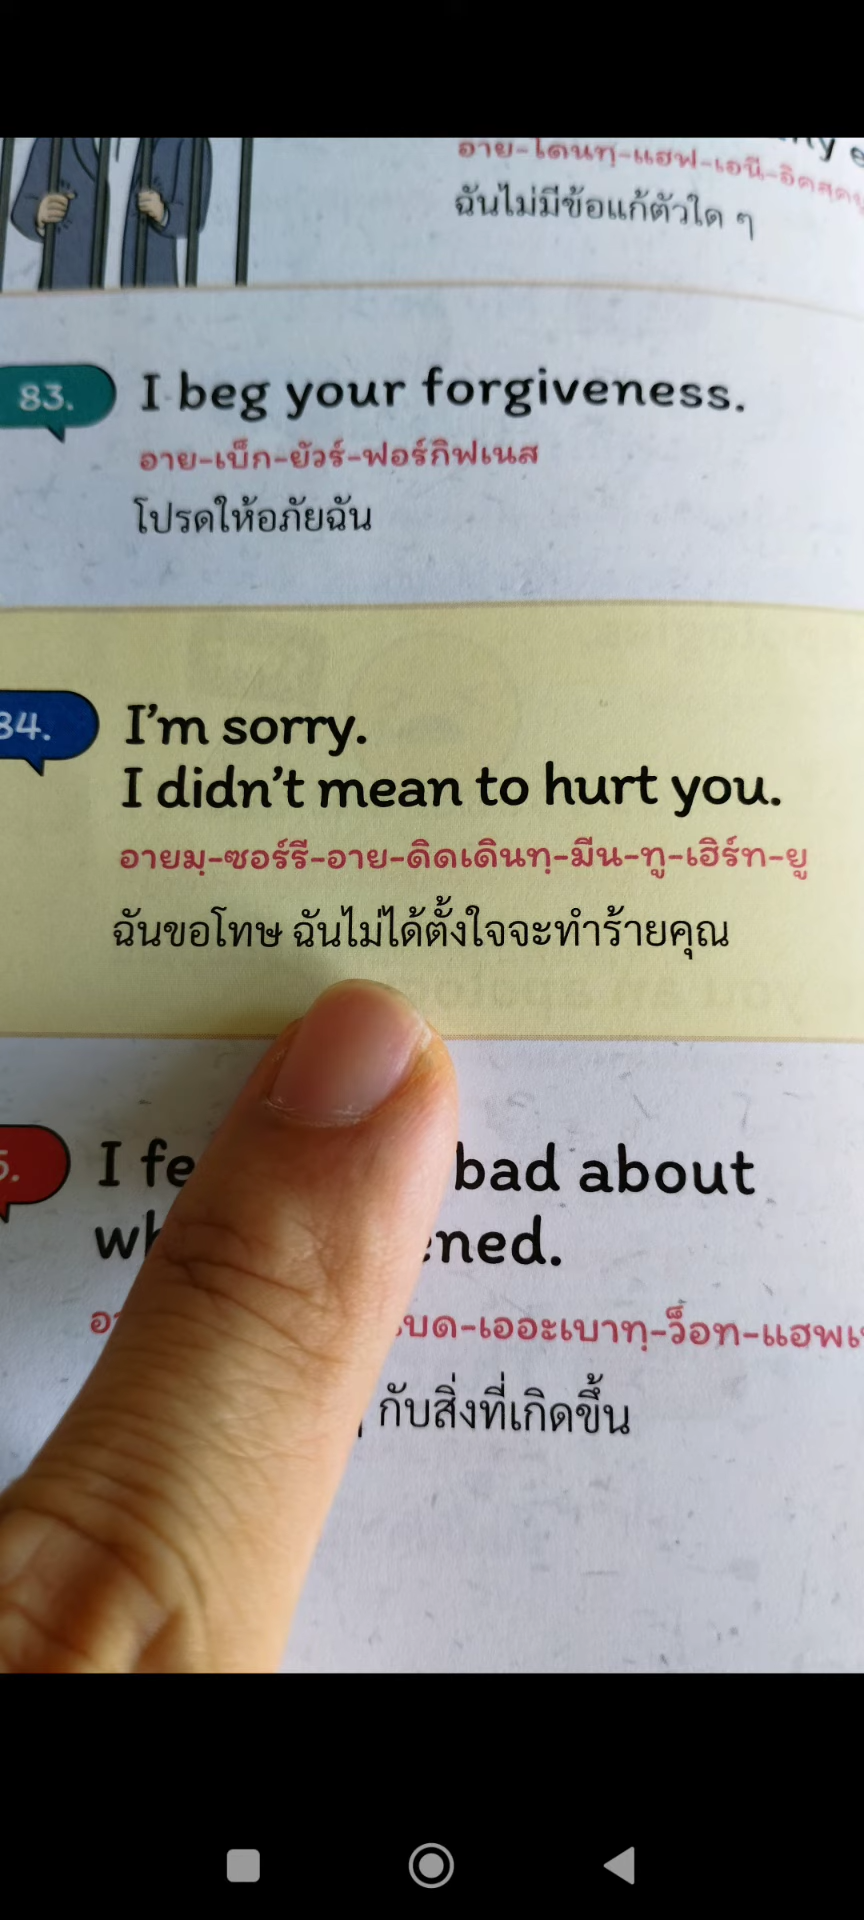 ฉันไม่มีข้อแก้ตัวใด ๆ
83.
I beg your forgiveness.
อาย-เบ็ก-ยัวร์-ฟอร์กิฟเนส
โปรดให้อภัยฉัน
84.
I'm sorry.
I didn't mean to hurt you.
อายมฺ-ซอร์รี-อาย-ดิดเดินทฺ-มีน-ทู-เฮิร์ท-ยู
ฉันขอโทษ ฉันไม่ได้ตั้งใจจะทำร้ายคุณ
I bad about
กับสิ่งที่เกิดขึ้น